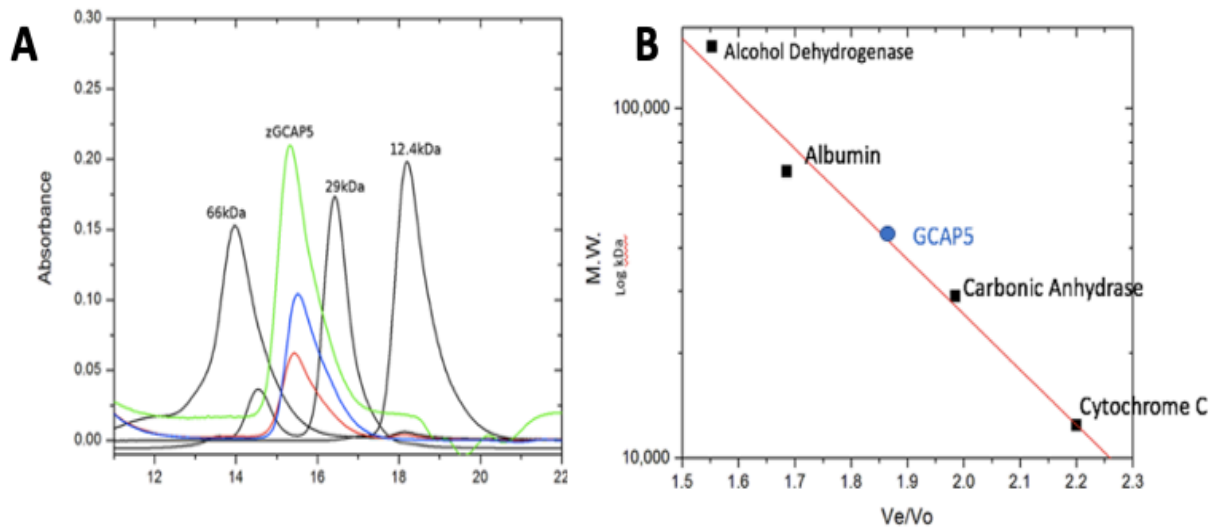 A
0.30
0.25
0.20
0.15
0.10
0.05
0.00
Absorbance
zGCAP5
12.4kDa
29kDa
66kDa
12 14 16 18 20 22
B
Alcohol Dehydrogenase
100,000
Albumin
GCAP5
Carbonic Anhydrase
Cytochrome C
10,000
M.W.
Log kDa
1.5 1.6 1.7 1.8 1.9 2.0 2.1 2.2 2.3
Ve/Vo